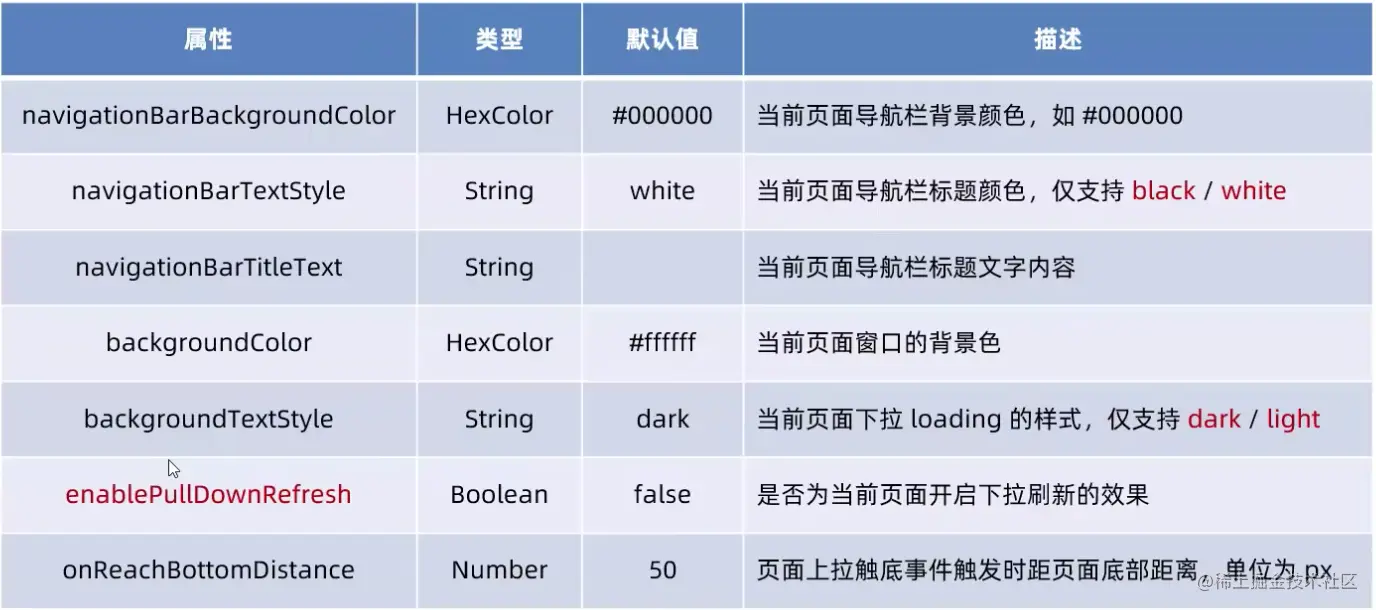 属性 类型 默认值 描述
navigationBarBackgroundColor HexColor #000000 当前页面导航栏背景颜色，如 #000000
navigationBarTextStyle String white 当前页面导航栏标题颜色，仅支持 black / white
navigationBarTitleText String 当前页面导航栏标题文字内容
backgroundColor HexColor #ffffff 当前页面窗口的背景色
backgroundTextStyle String dark 当前页面下拉 loading 的样式，仅支持 dark / light
enablePullDownRefresh Boolean false 是否为当前页面开启下拉刷新的效果
onReachBottomDistance Number 50 页面上拉触底事件触发时距页面底部距离，单位为 px
@稀土掘金技术社区